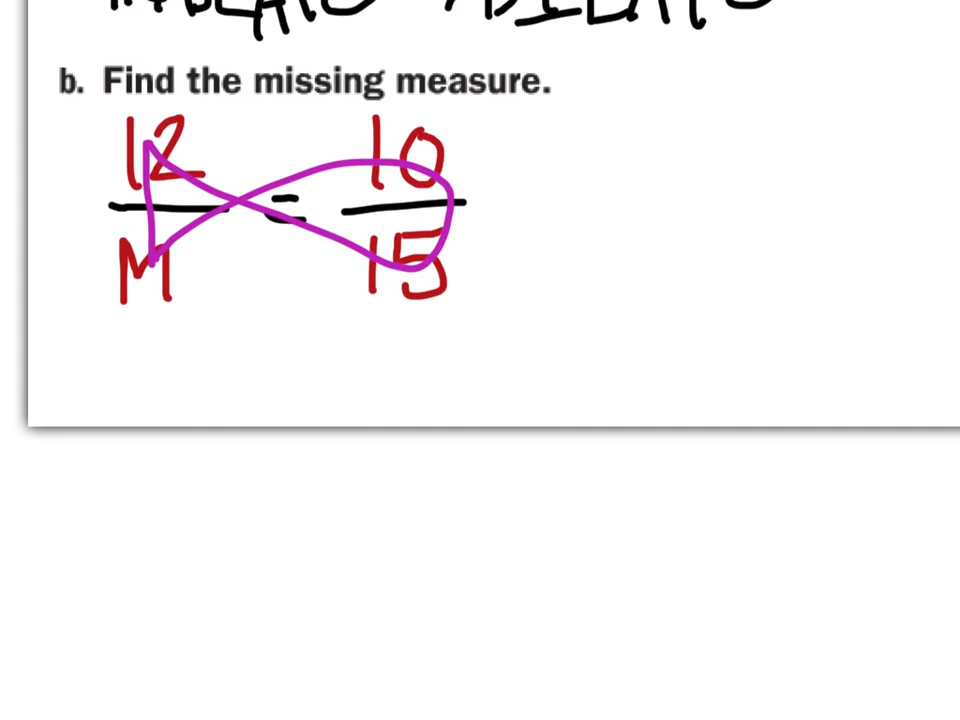 b. Find the missing measure.
12 = 10
M 15